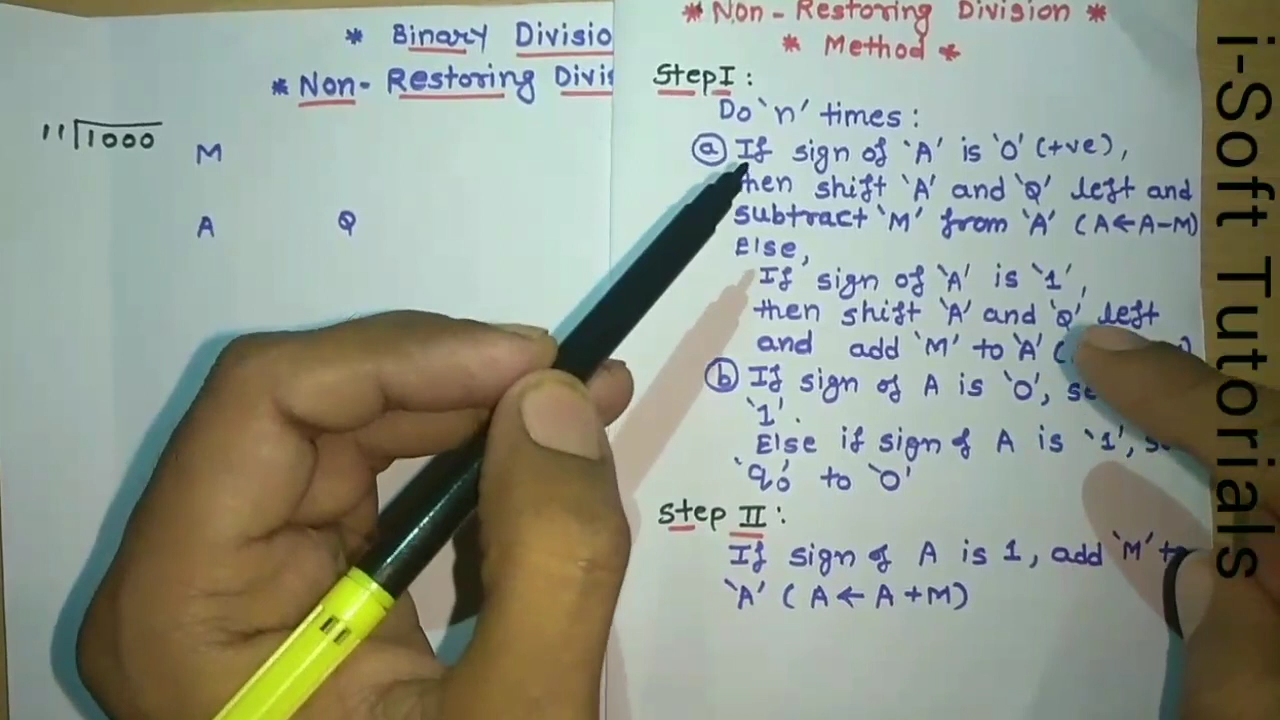 * Binary Divisio
* Non-Restoring Divis
11 1000
M
A Q
* Non-Restoring Division *
* Method *
Step I :
Do `n' times :
a If sign of `A' is `0' (+ve),
then shift `A' and `Q' left and
subtract `M' from `A' (A←A-M)
Else,
If sign of `A' is `1',
then shift `A' and `Q' left
and add `M' to `A' (
b If sign of A is `0', se
`1'.
Else if sign of A is `1', s
`q0' to `0'
Step II :
If sign of A is 1, add `M' to
`A' ( A ← A + M)
i-Soft Tutorials